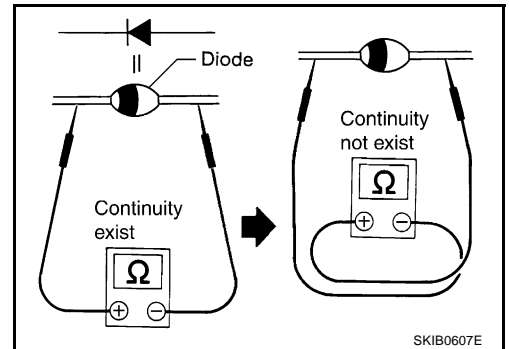 Diode
Continuity
exist
Ω
+ −
Continuity
not exist
Ω
+ −
SKIB0607E